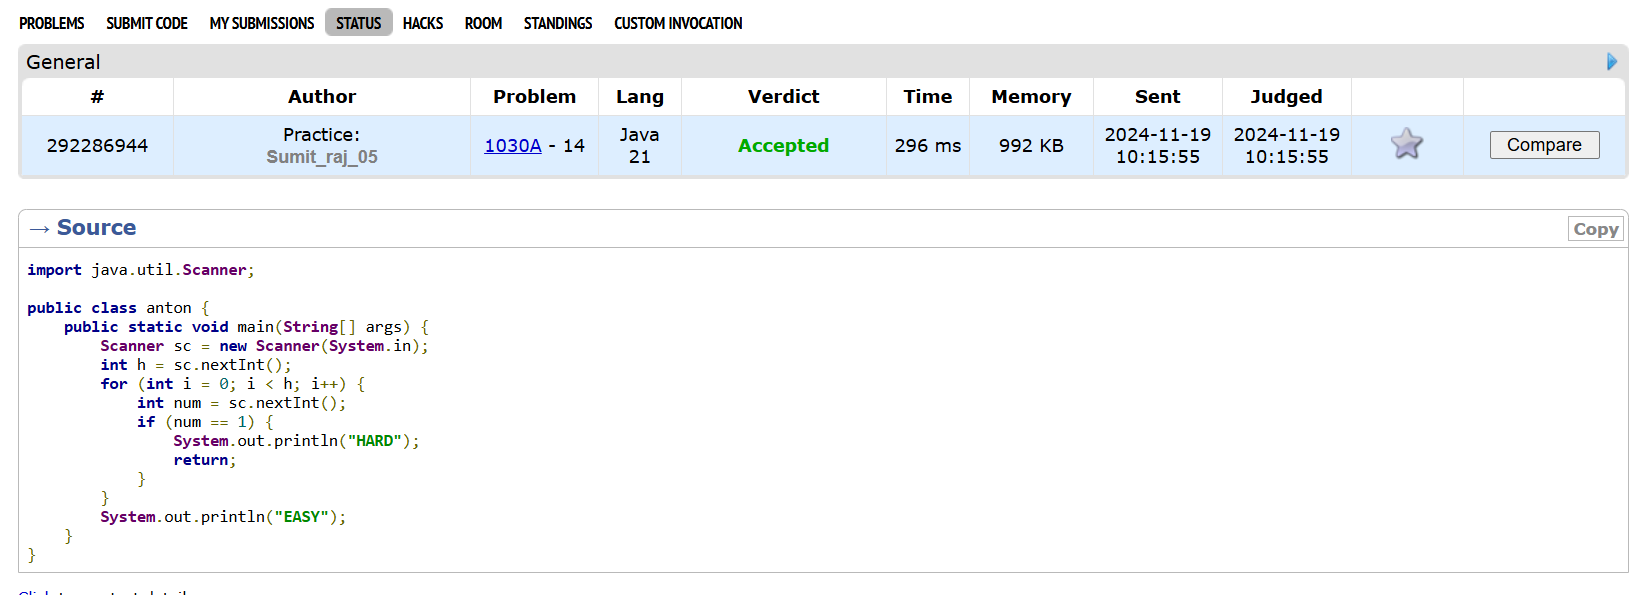 PROBLEMS SUBMIT CODE MY SUBMISSIONS STATUS HACKS ROOM STANDINGS CUSTOM INVOCATION
General
# Author Problem Lang Verdict Time Memory Sent Judged
292286944 Practice: Sumit_raj_05 1030A - 14 Java 21 Accepted 296 ms 992 KB 2024-11-19 10:15:55 2024-11-19 10:15:55 Compare
→ Source Copy
import java.util.Scanner;
public class anton {
    public static void main(String[] args) {
        Scanner sc = new Scanner(System.in);
        int h = sc.nextInt();
        for (int i = 0; i < h; i++) {
            int num = sc.nextInt();
            if (num == 1) {
                System.out.println("HARD");
                return;
            }
        }
        System.out.println("EASY");
    }
}